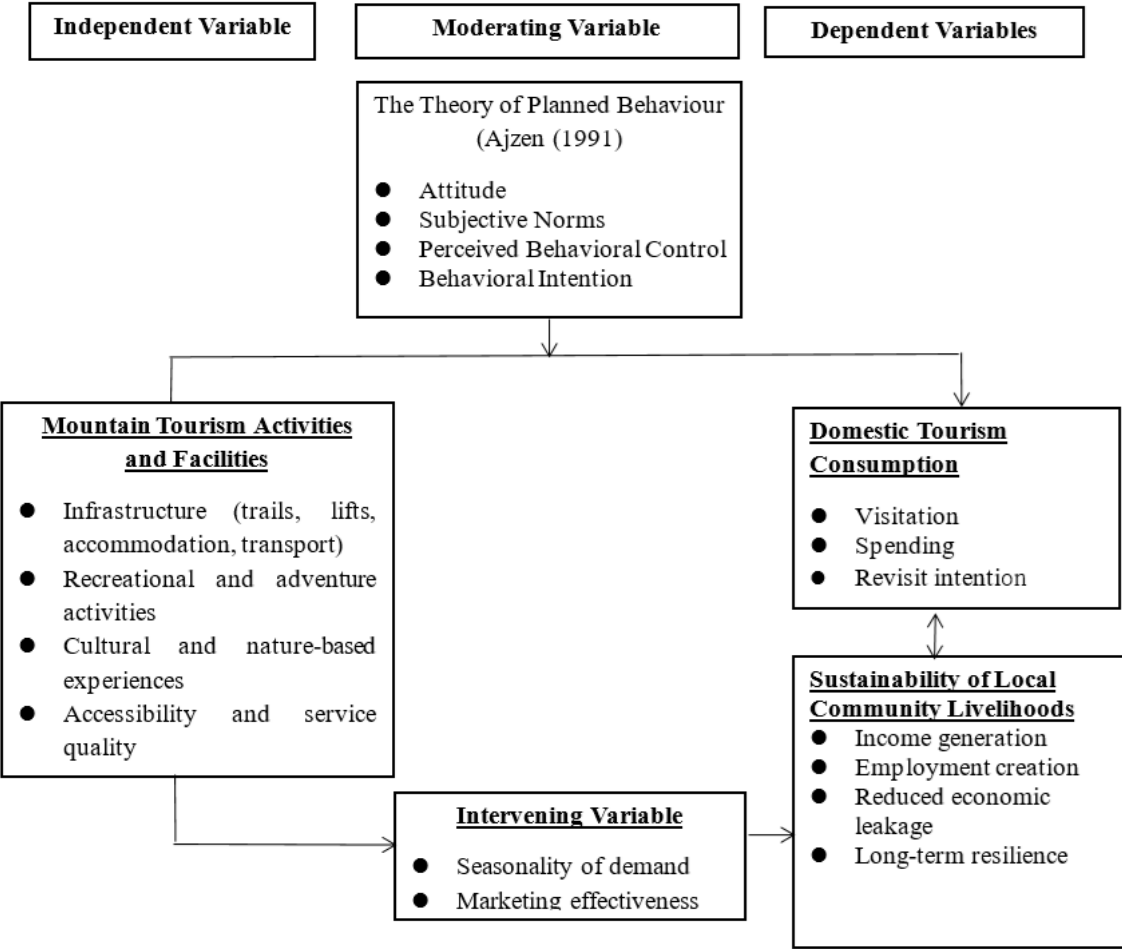 Independent Variable
Moderating Variable
Dependent Variables
The Theory of Planned Behaviour
(Ajzen (1991)
● Attitude
● Subjective Norms
● Perceived Behavioral Control
● Behavioral Intention
Mountain Tourism Activities
and Facilities
● Infrastructure (trails, lifts,
accommodation, transport)
● Recreational and adventure
activities
● Cultural and nature-based
experiences
● Accessibility and service
quality
Domestic Tourism
Consumption
● Visitation
● Spending
● Revisit intention
Sustainability of Local
Community Livelihoods
● Income generation
● Employment creation
● Reduced economic
leakage
● Long-term resilience
Intervening Variable
● Seasonality of demand
● Marketing effectiveness